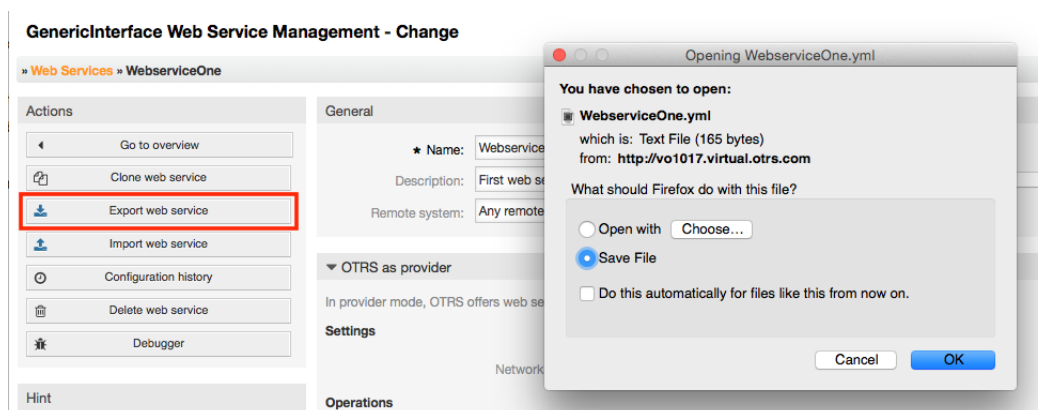 GenericInterface Web Service Management - Change
» Web Services » WebserviceOne
Actions
Go to overview
Clone web service
Export web service
Import web service
Configuration history
Delete web service
Debugger
Hint
General
★ Name: Webservice
Description: First web se
Remote system: Any remote
▼ OTRS as provider
In provider mode, OTRS offers web se
Settings
Network
Operations
Opening WebserviceOne.yml
You have chosen to open:
WebserviceOne.yml
which is: Text File (165 bytes)
from: http://vo1017.virtual.otrs.com
What should Firefox do with this file?
Open with Choose...
Save File
Do this automatically for files like this from now on.
Cancel OK